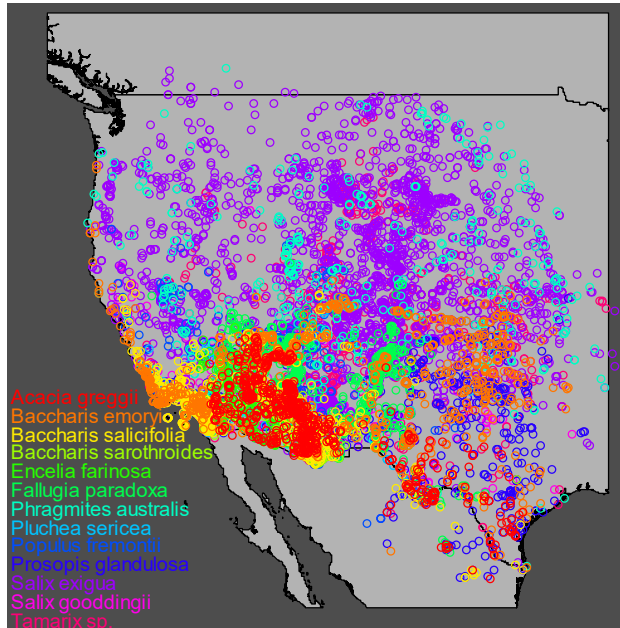 Acacia greggii
Baccharis emoryi
Baccharis salicifolia
Baccharis sarothroides
Encelia farinosa
Fallugia paradoxa
Phragmites australis
Pluchea sericea
Populus fremontii
Prosopis glandulosa
Salix exigua
Salix gooddingii
Tamarix sp.